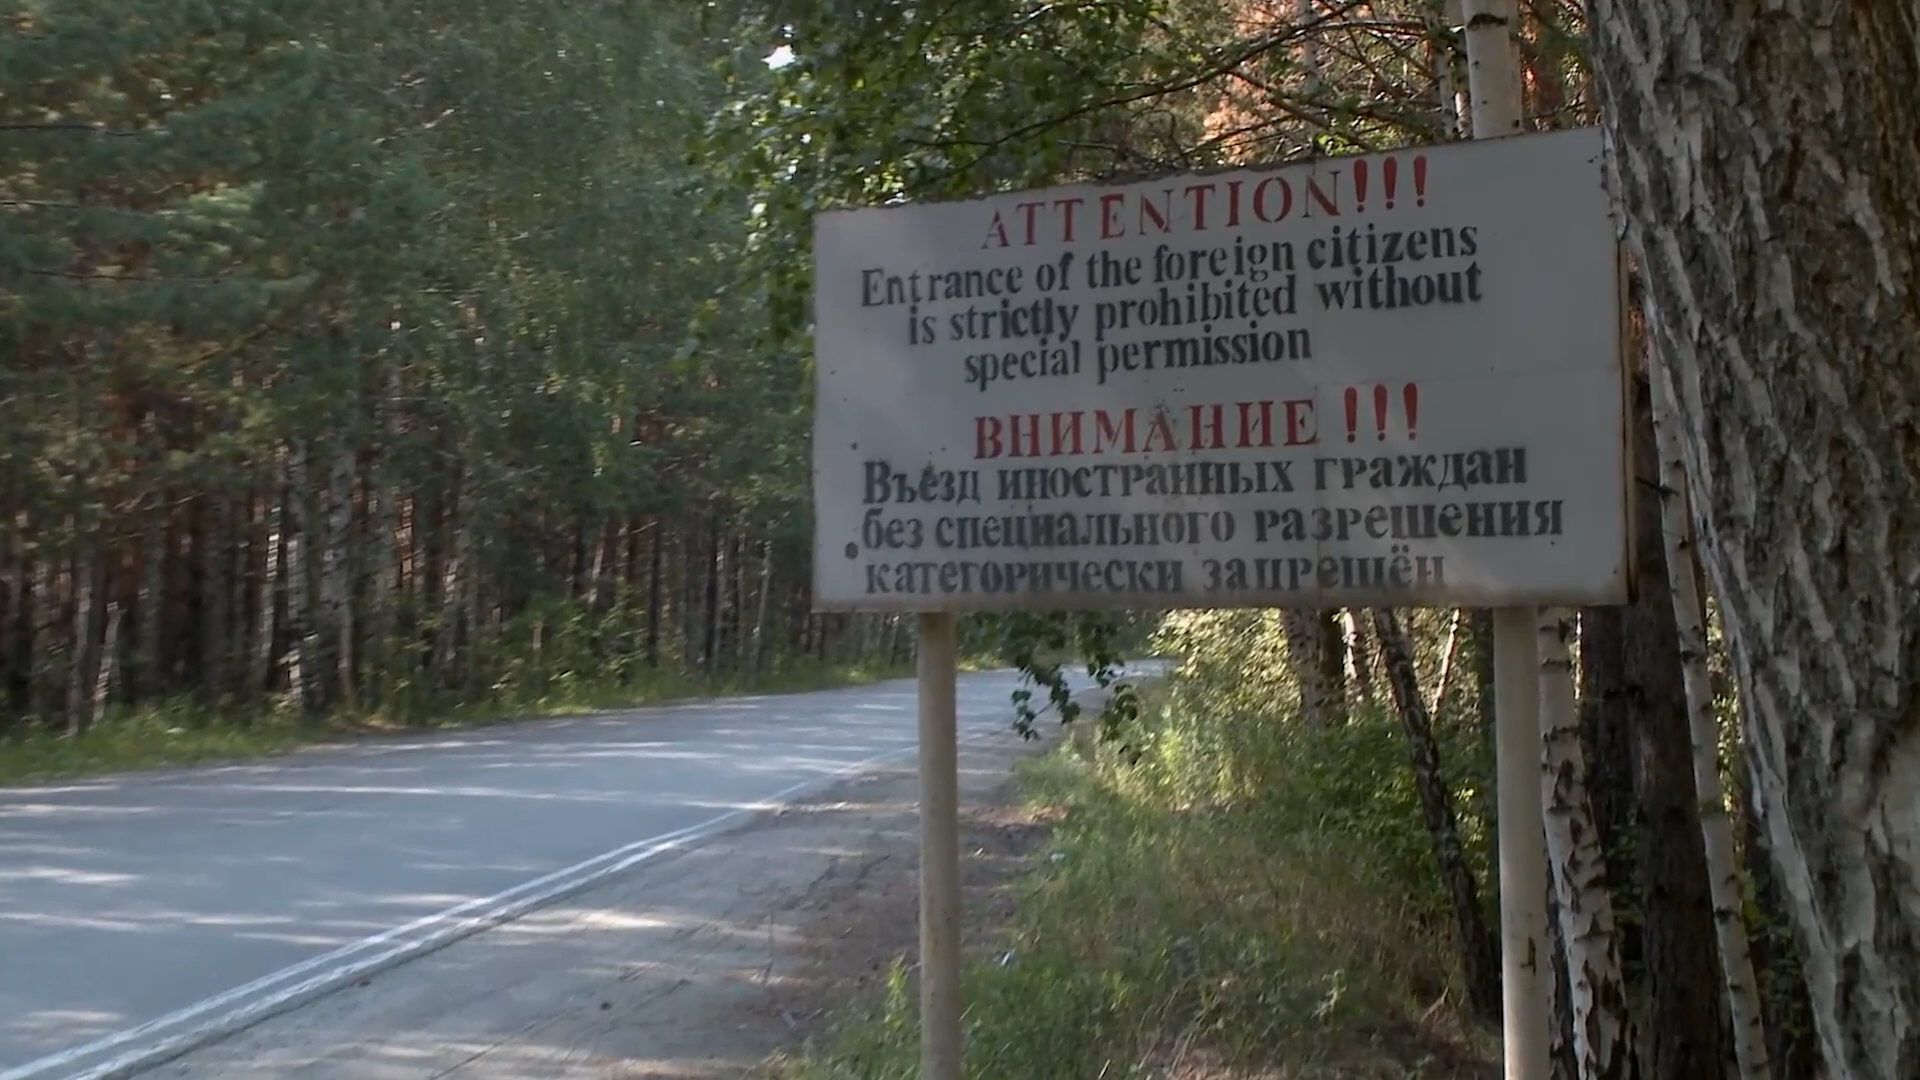 ATTENTION!!!
Entrance of the foreign citizens
is strictly prohibited without
special permission
ВНИМАНИЕ !!!
Въезд иностранных граждан
без специального разрешения
категорически запрещён